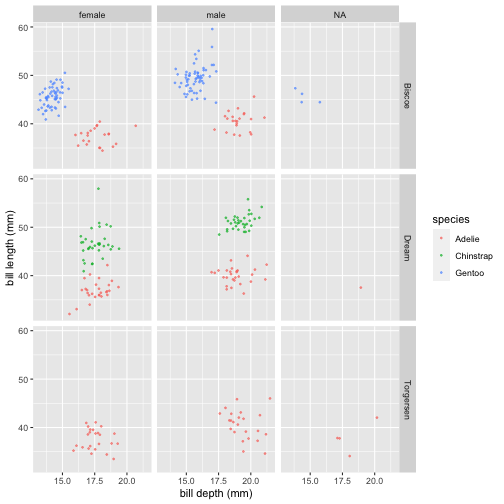 female male NA
60
50
40
Biscoe
60
50
40
Dream
60
50
40
Torgersen
bill length (mm)
15.0 17.5 20.0 15.0 17.5 20.0 15.0 17.5 20.0
bill depth (mm)
species
Adelie
Chinstrap
Gentoo